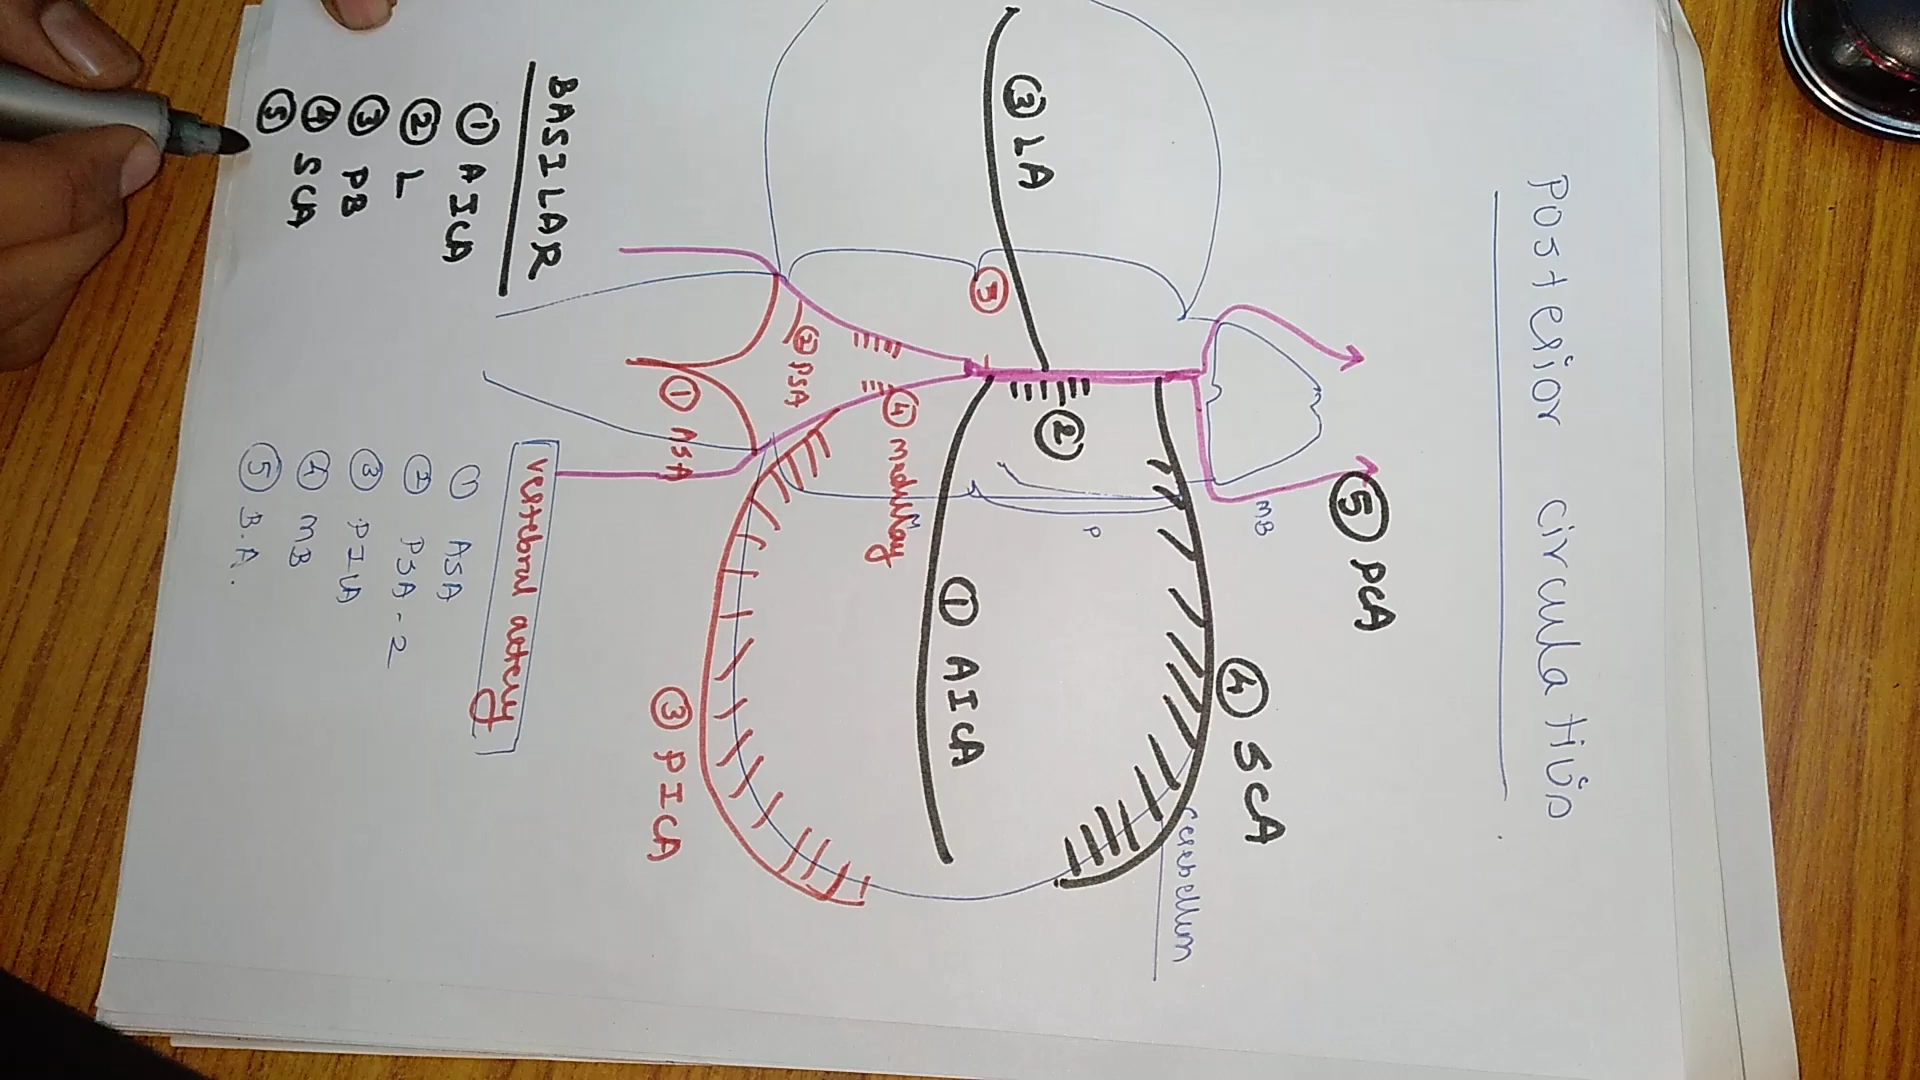 Posterior circulation
⑤ PCA
MB
④ SCA
cerebellum
③ LA
②
P
① AICA
⑤
M
④ medullay
② PSA
① ASA
③ PICA
BASILAR
① AICA
② L
③ PB
④ SCA
⑤
Vertebral artery
① ASA
② PSA-2
③ PICA
④ MB
⑤ B.A.